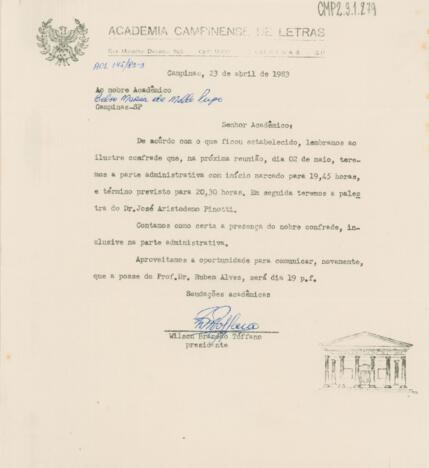 CMP2.9.1.279
ACADEMIA CAMPINENSE DE LETRAS
ACL 145/83-3
Campinas, 23 de abril de 1983
Ao nobre Acadêmico
Celso Maria de Mello Pupo
Campinas-SP
Senhor Acadêmico:
De acôrdo com o que ficou estabelecido, lembramos ao
ilustre confrade que, na próxima reunião, dia 02 de maio, tere-
mos a parte administrativa com início marcado para 19,45 horas,
e término previsto para 20,30 horas. Em seguida teremos a pales
tra do Dr.José Aristodemo Pinotti.
Contamos como certa a presença do nobre confrade, in-
clusive na parte administrativa.
Aproveitamos a oportunidade para comunicar, novamente,
que a posse do Prof.Dr. Rubem Alves, será dia 19 p.f.
Saudações acadêmicas
Wilson Brandão Tóffano
presidente